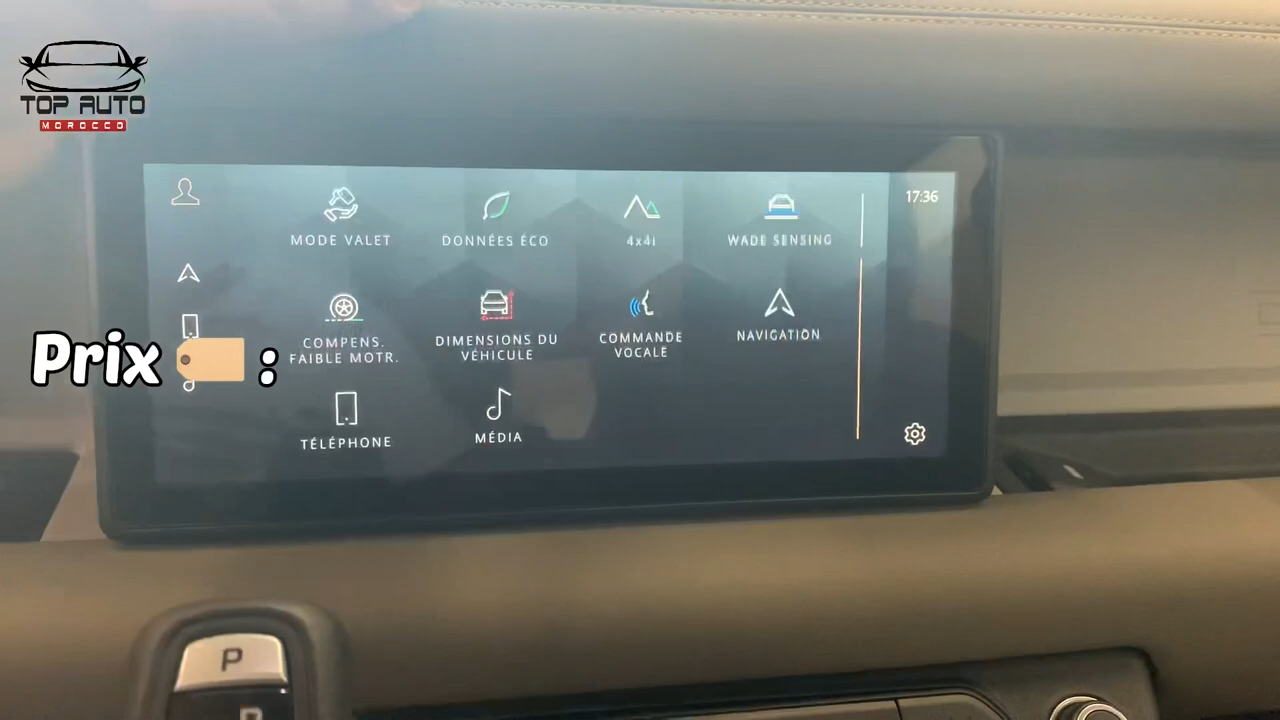 TOP AUTO
MOROCCO
17:36
MODE VALET
DONNÉES ÉCO
4x4i
WADE SENSING
COMPENS.
FAIBLE MOTR.
DIMENSIONS DU
VÉHICULE
COMMANDE
VOCALE
NAVIGATION
Prix :
TÉLÉPHONE
MÉDIA
P